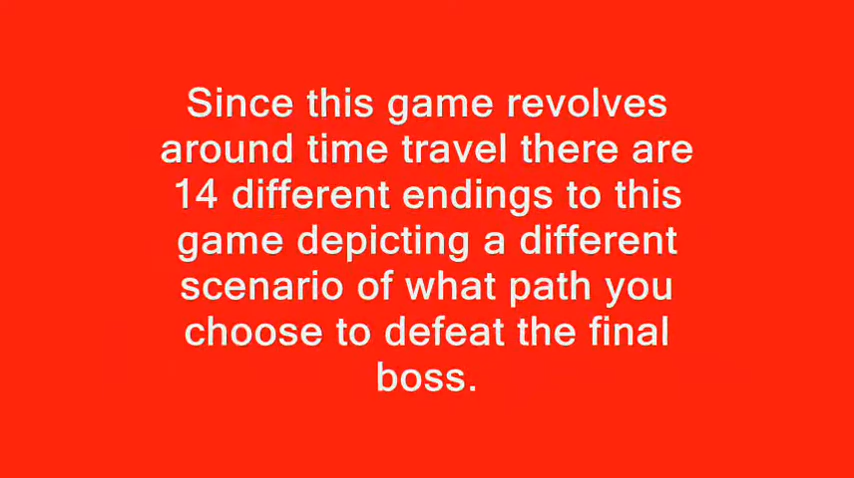 Since this game revolves
around time travel there are
14 different endings to this
game depicting a different
scenario of what path you
choose to defeat the final
boss.